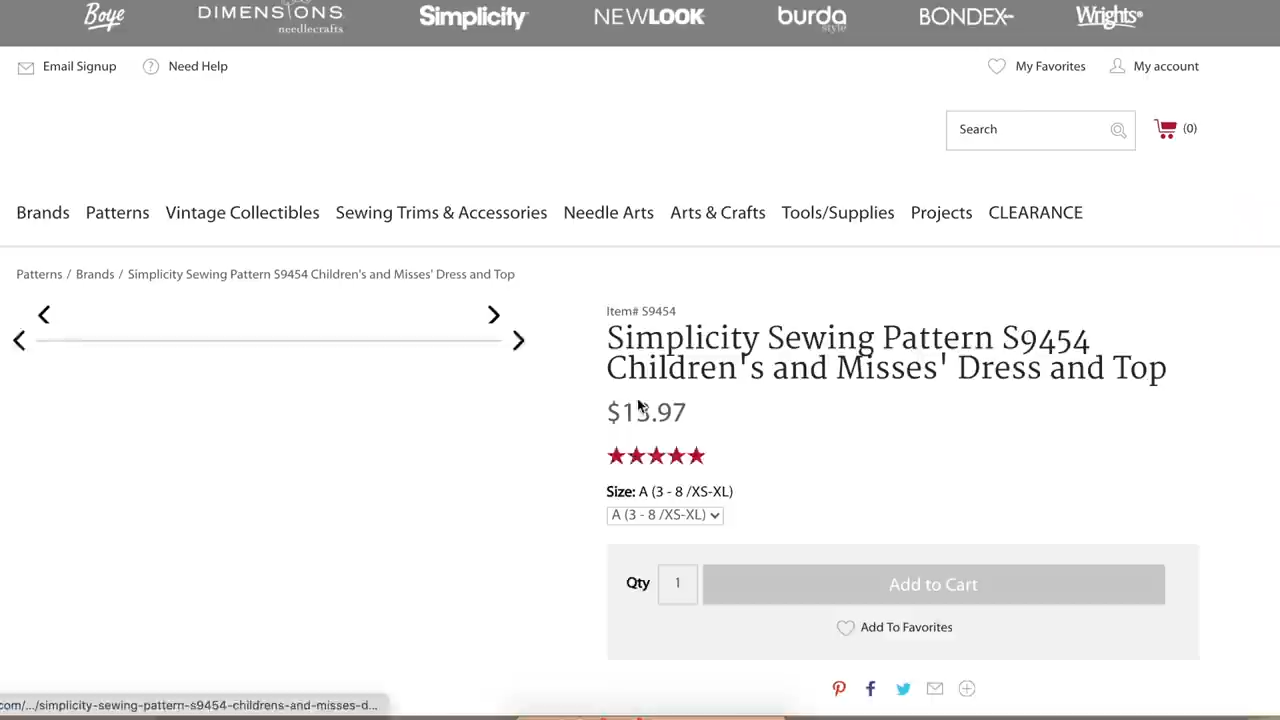 Boye DIMENSIONS needlecrafts Simplicity NEWLOOK burda style BONDEX Wrights
Email Signup Need Help My Favorites My account
Search (0)
Brands Patterns Vintage Collectibles Sewing Trims & Accessories Needle Arts Arts & Crafts Tools/Supplies Projects CLEARANCE
Patterns / Brands / Simplicity Sewing Pattern S9454 Children's and Misses' Dress and Top
Item# S9454
Simplicity Sewing Pattern S9454
Children's and Misses' Dress and Top
$13.97
Size: A (3 - 8 /XS-XL)
A (3 - 8 /XS-XL)
Qty 1 Add to Cart
Add To Favorites
com/.../simplicity-sewing-pattern-s9454-childrens-and-misses-d...